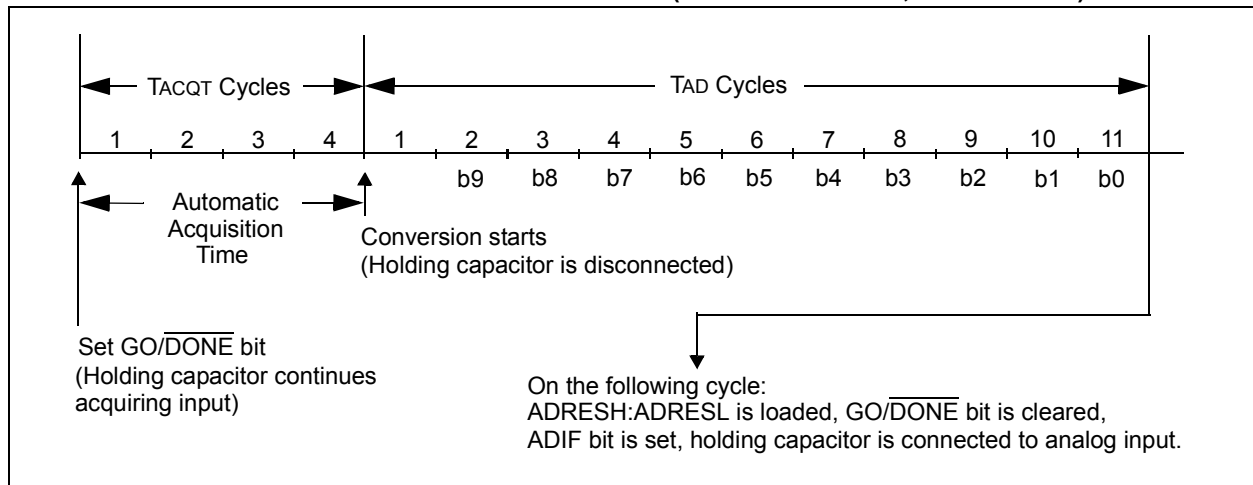 TACQT Cycles
TAD Cycles
1 2 3 4 1 2 3 4 5 6 7 8 9 10 11
b9 b8 b7 b6 b5 b4 b3 b2 b1 b0
Automatic
Acquisition
Time
Conversion starts
(Holding capacitor is disconnected)
Set GO/DONE bit
(Holding capacitor continues
acquiring input)
On the following cycle:
ADRESH:ADRESL is loaded, GO/DONE bit is cleared,
ADIF bit is set, holding capacitor is connected to analog input.